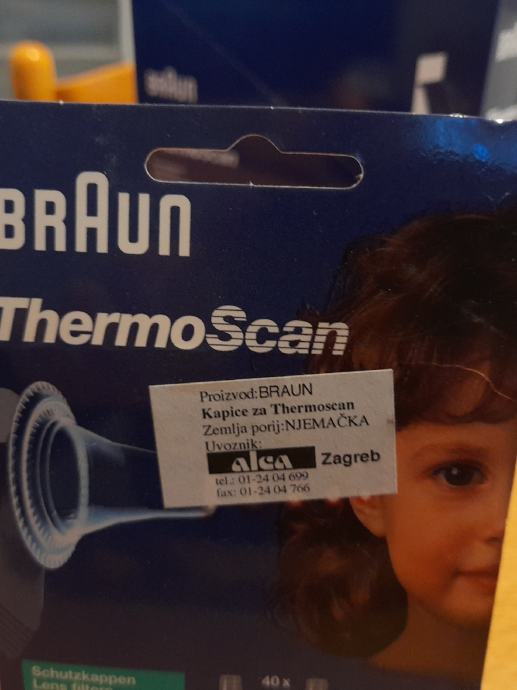 BRAUN
BRAUN
ThermoScan
Proizvod:BRAUN
Kapice za Thermoscan
Zemlja porij:NJEMAČKA
Uvoznik:
alca Zagreb
tel.: 01-24 04 699
fax: 01-24 04 766
Schutzkappen
Lens filters
40 x